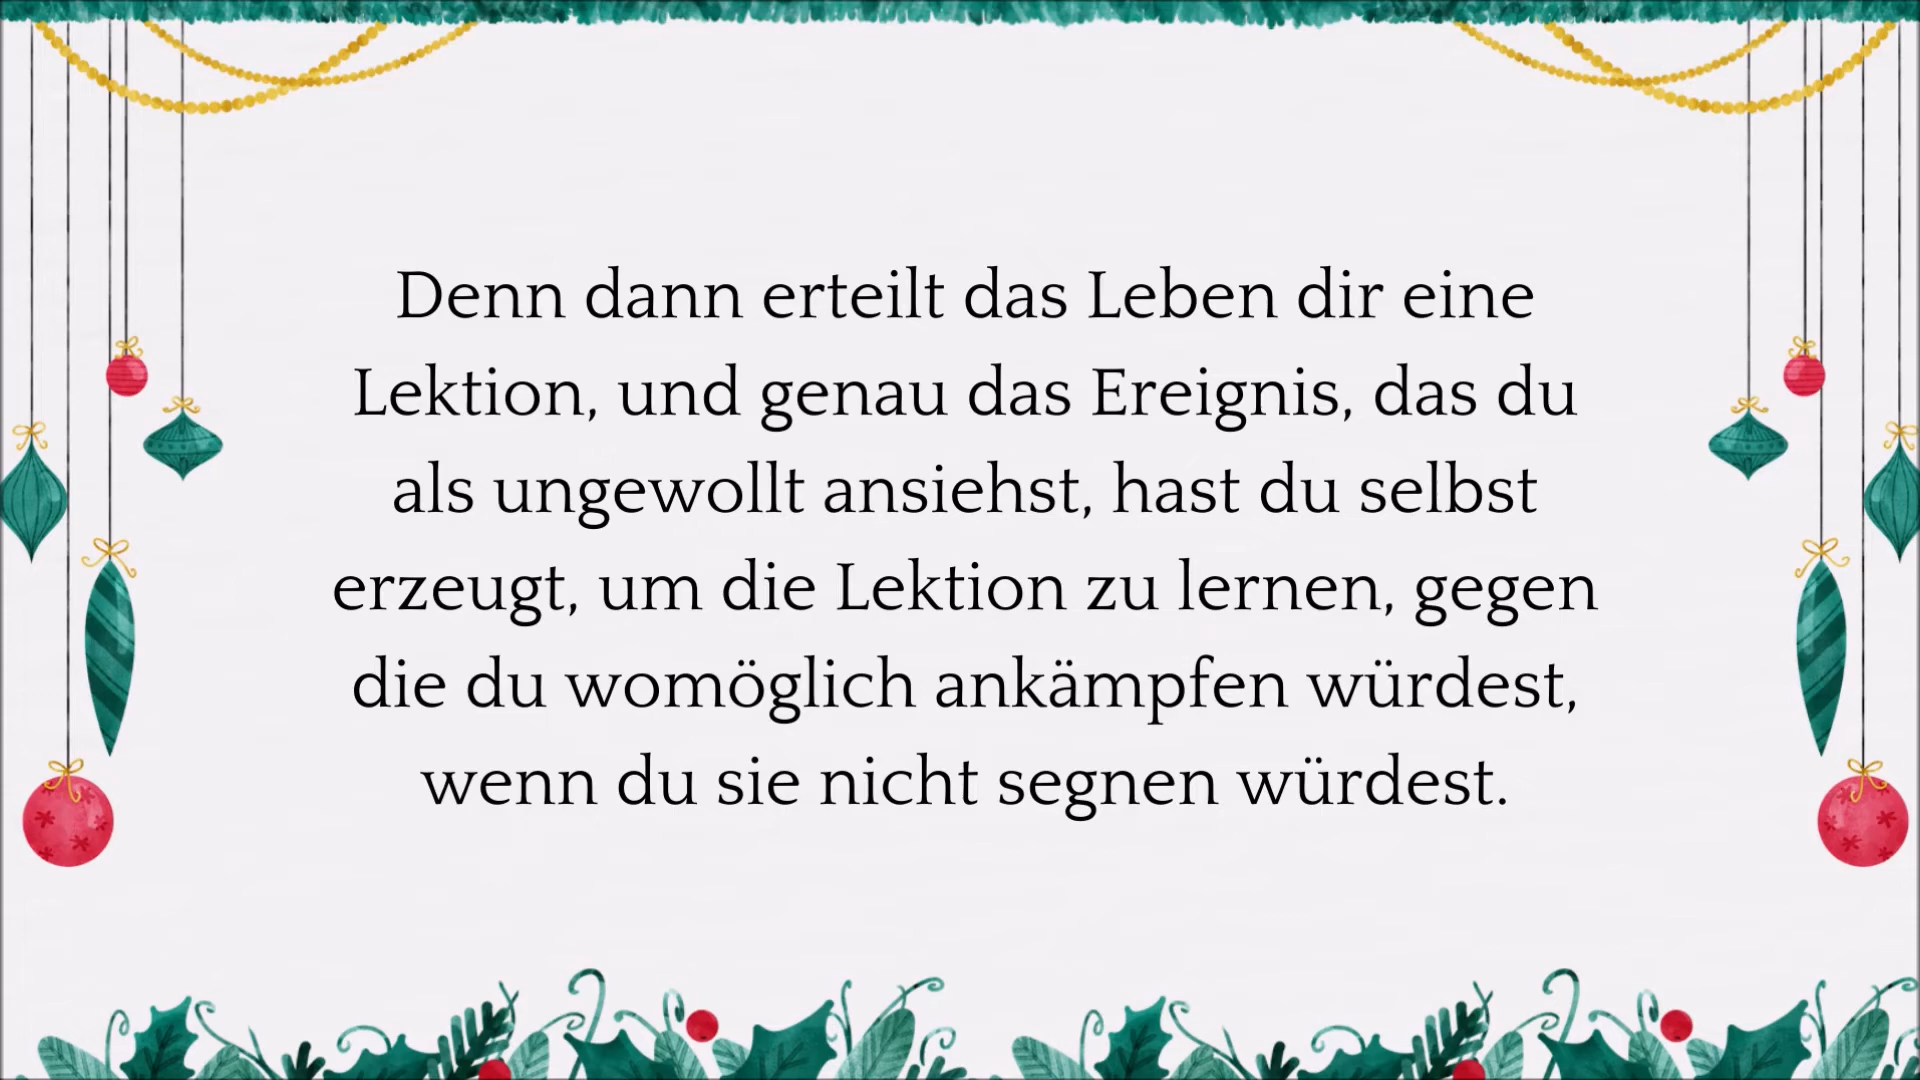 Denn dann erteilt das Leben dir eine
Lektion, und genau das Ereignis, das du
als ungewollt ansiehst, hast du selbst
erzeugt, um die Lektion zu lernen, gegen
die du womöglich ankämpfen würdest,
wenn du sie nicht segnen würdest.